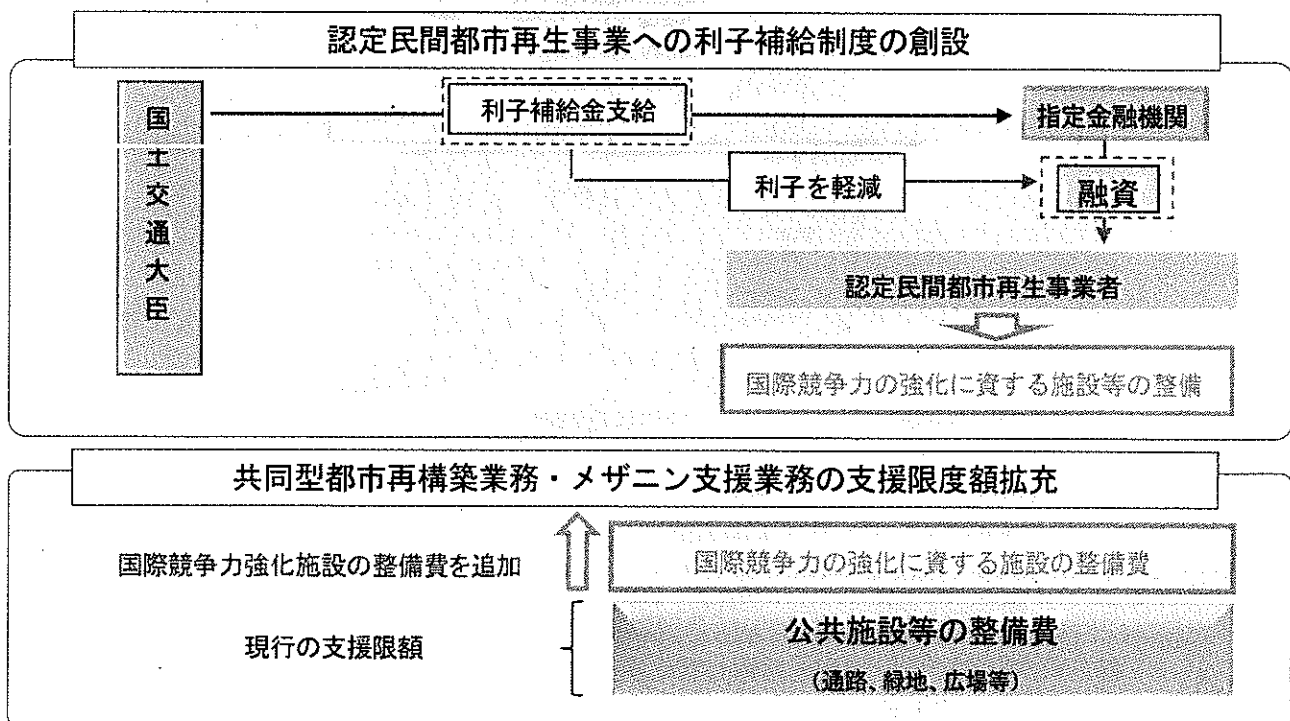 認定民間都市再生事業への利子補給制度の創設
国土交通大臣
利子補給金支給
指定金融機関
利子を軽減
融資
認定民間都市再生事業者
国際競争力の強化に資する施設等の整備
共同型都市再構築業務・メザニン支援業務の支援限度額拡充
国際競争力強化施設の整備費を追加
国際競争力の強化に資する施設の整備費
現行の支援限額
公共施設等の整備費
(通路、緑地、広場等)